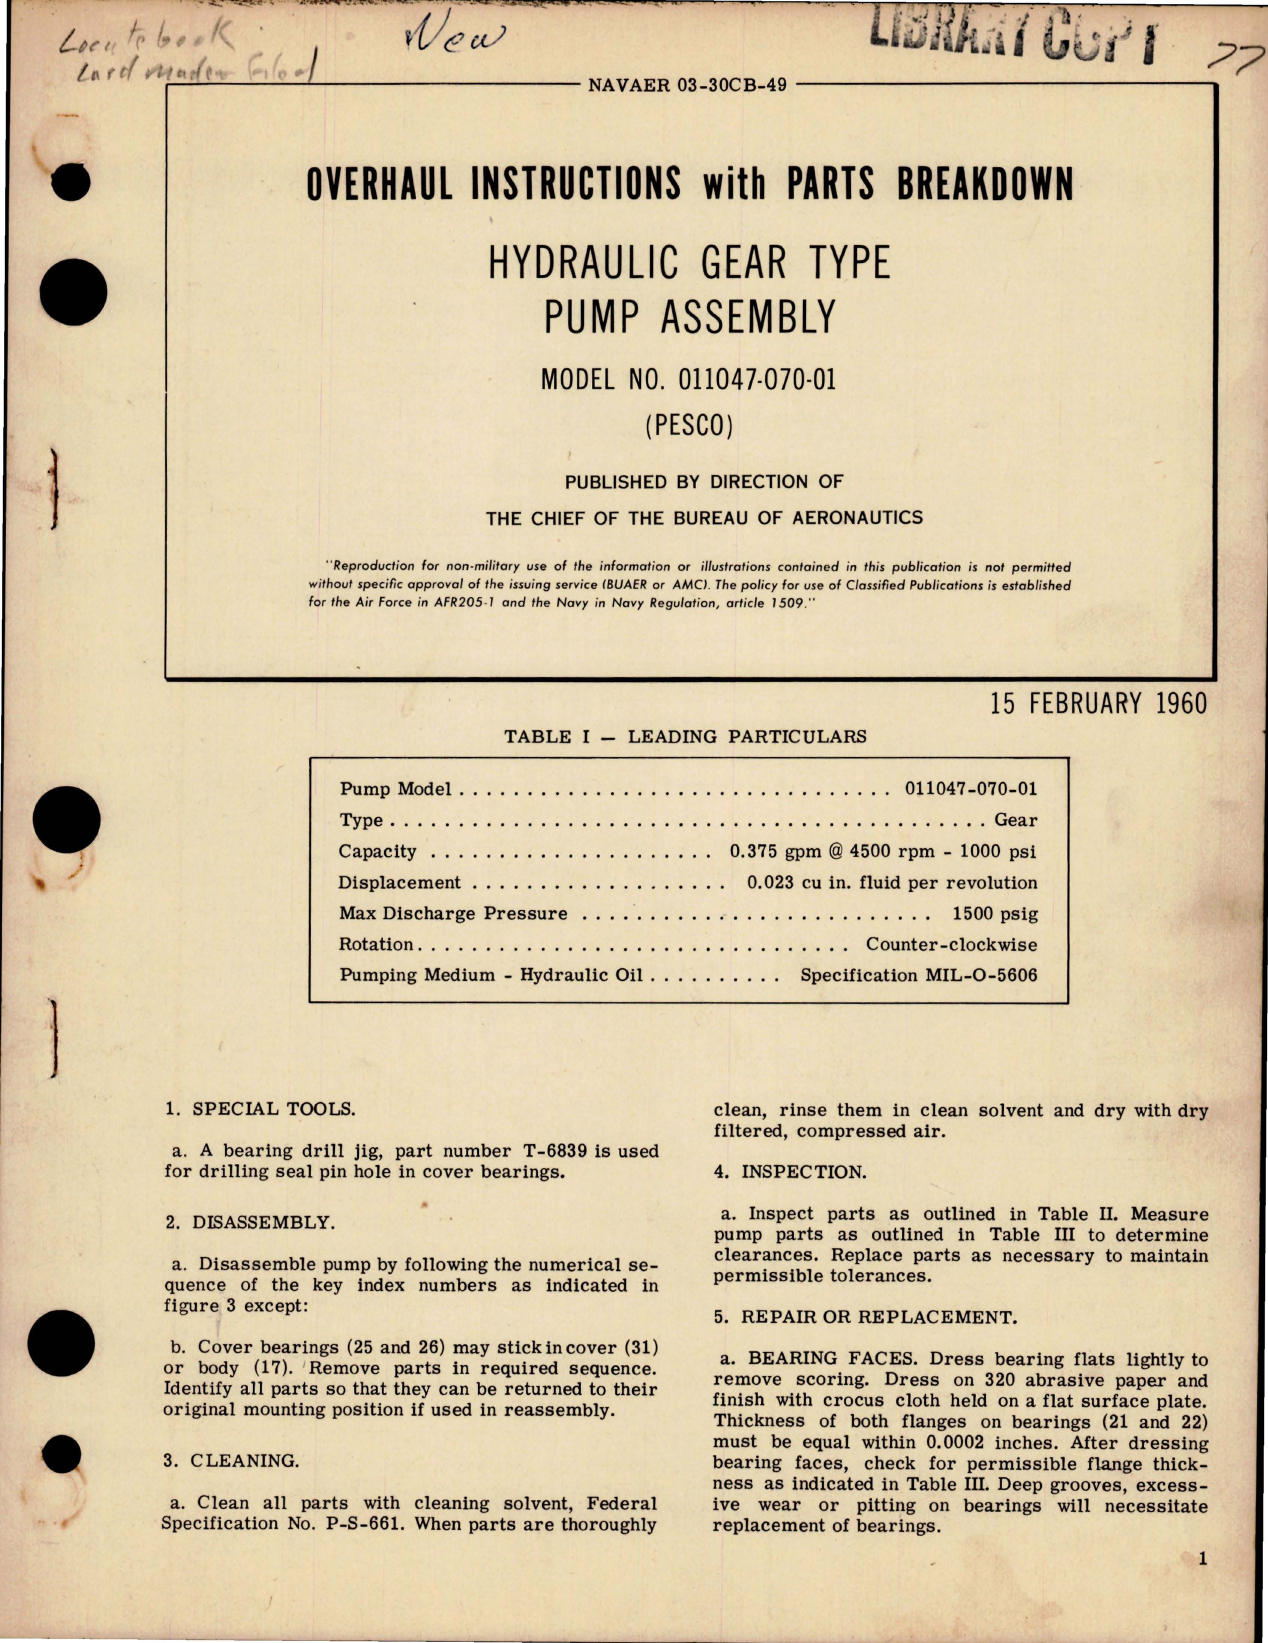 New
LIBRARY COPY
77
NAVAER 03-30CB-49
OVERHAUL INSTRUCTIONS with PARTS BREAKDOWN
HYDRAULIC GEAR TYPE
PUMP ASSEMBLY
MODEL NO. 011047-070-01
(PESCO)
PUBLISHED BY DIRECTION OF
THE CHIEF OF THE BUREAU OF AERONAUTICS
"Reproduction for non-military use of the information or illustrations contained in this publication is not permitted
without specific approval of the issuing service (BUAER or AMC). The policy for use of Classified Publications is established
for the Air Force in AFR205-1 and the Navy in Navy Regulation, article 1509."
15 FEBRUARY 1960
TABLE I — LEADING PARTICULARS
Pump Model . . . . . . . . . . . . . . . . . . . . . . . . . . . . . . . . 011047-070-01
Type . . . . . . . . . . . . . . . . . . . . . . . . . . . . . . . . . . . . . . . . . . . . Gear
Capacity . . . . . . . . . . . . . . . . . . . . . 0.375 gpm @ 4500 rpm - 1000 psi
Displacement . . . . . . . . . . . . . . . . . . . 0.023 cu in. fluid per revolution
Max Discharge Pressure . . . . . . . . . . . . . . . . . . . . . . . . . . 1500 psig
Rotation . . . . . . . . . . . . . . . . . . . . . . . . . . . . . . . . Counter-clockwise
Pumping Medium - Hydraulic Oil . . . . . . . . . . Specification MIL-O-5606
1. SPECIAL TOOLS.
a. A bearing drill jig, part number T-6839 is used
for drilling seal pin hole in cover bearings.
2. DISASSEMBLY.
a. Disassemble pump by following the numerical se-
quence of the key index numbers as indicated in
figure 3 except:
b. Cover bearings (25 and 26) may stick in cover (31)
or body (17). Remove parts in required sequence.
Identify all parts so that they can be returned to their
original mounting position if used in reassembly.
3. CLEANING.
a. Clean all parts with cleaning solvent, Federal
Specification No. P-S-661. When parts are thoroughly
clean, rinse them in clean solvent and dry with dry
filtered, compressed air.
4. INSPECTION.
a. Inspect parts as outlined in Table II. Measure
pump parts as outlined in Table III to determine
clearances. Replace parts as necessary to maintain
permissible tolerances.
5. REPAIR OR REPLACEMENT.
a. BEARING FACES. Dress bearing flats lightly to
remove scoring. Dress on 320 abrasive paper and
finish with crocus cloth held on a flat surface plate.
Thickness of both flanges on bearings (21 and 22)
must be equal within 0.0002 inches. After dressing
bearing faces, check for permissible flange thick-
ness as indicated in Table III. Deep grooves, excess-
ive wear or pitting on bearings will necessitate
replacement of bearings.
1